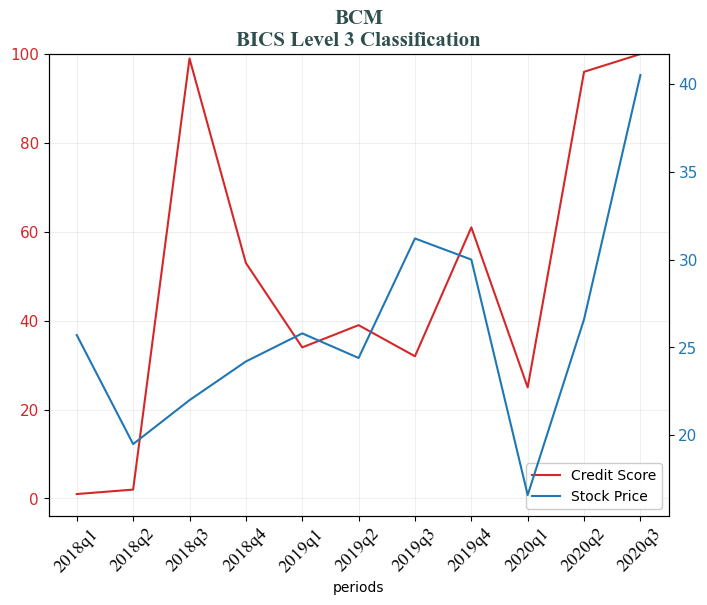 BCM
BICS Level 3 Classification
100
80
60
40
20
0
40
35
30
25
20
Credit Score
Stock Price
2018q1
2018q2
2018q3
2018q4
2019q1
2019q2
2019q3
2019q4
2020q1
2020q2
2020q3
periods